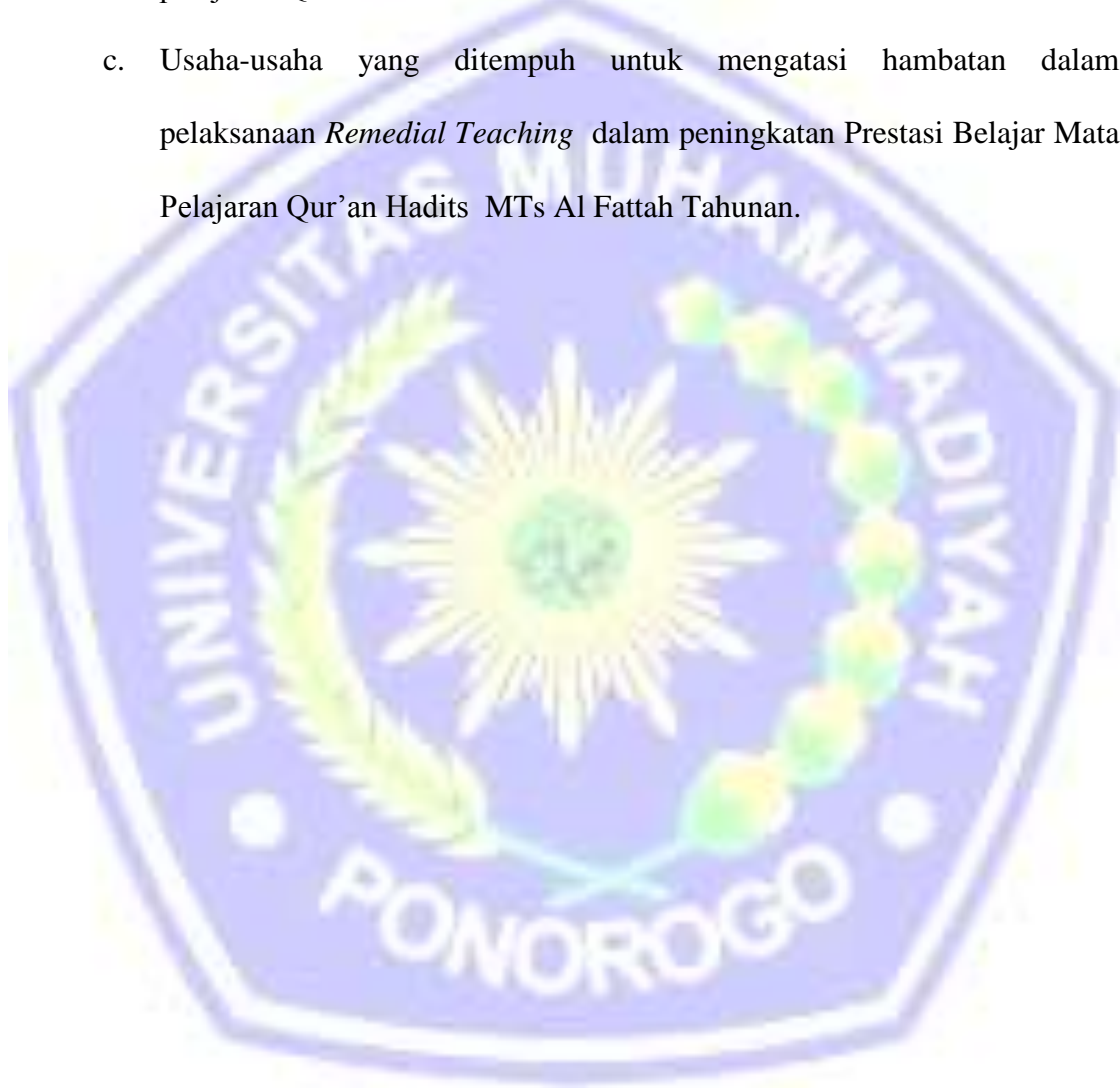 c. Usaha-usaha yang ditempuh untuk mengatasi hambatan dalam
pelaksanaan Remedial Teaching dalam peningkatan Prestasi Belajar Mata
Pelajaran Qur’an Hadits MTs Al Fattah Tahunan.
UNIVERSITAS MUHAMMADIYAH
PONOROGO